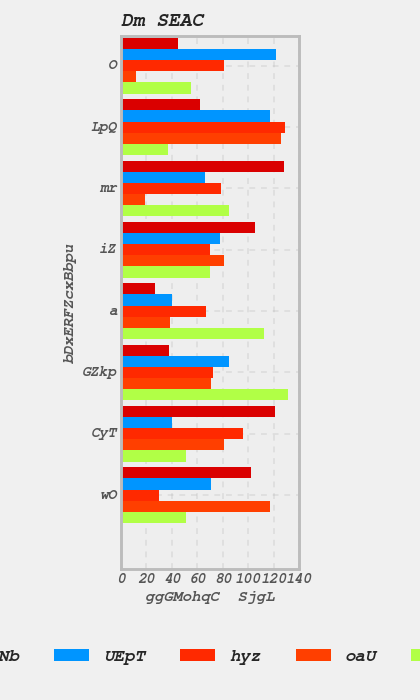 Dm SEAC
O
LpQ
mr
iZ
a
GZkp
CyT
wO
bDxERFZcxBbpu
0 20 40 60 80 100 120 140
ggGMohqC SjgL
Nb UEpT hyz oaU